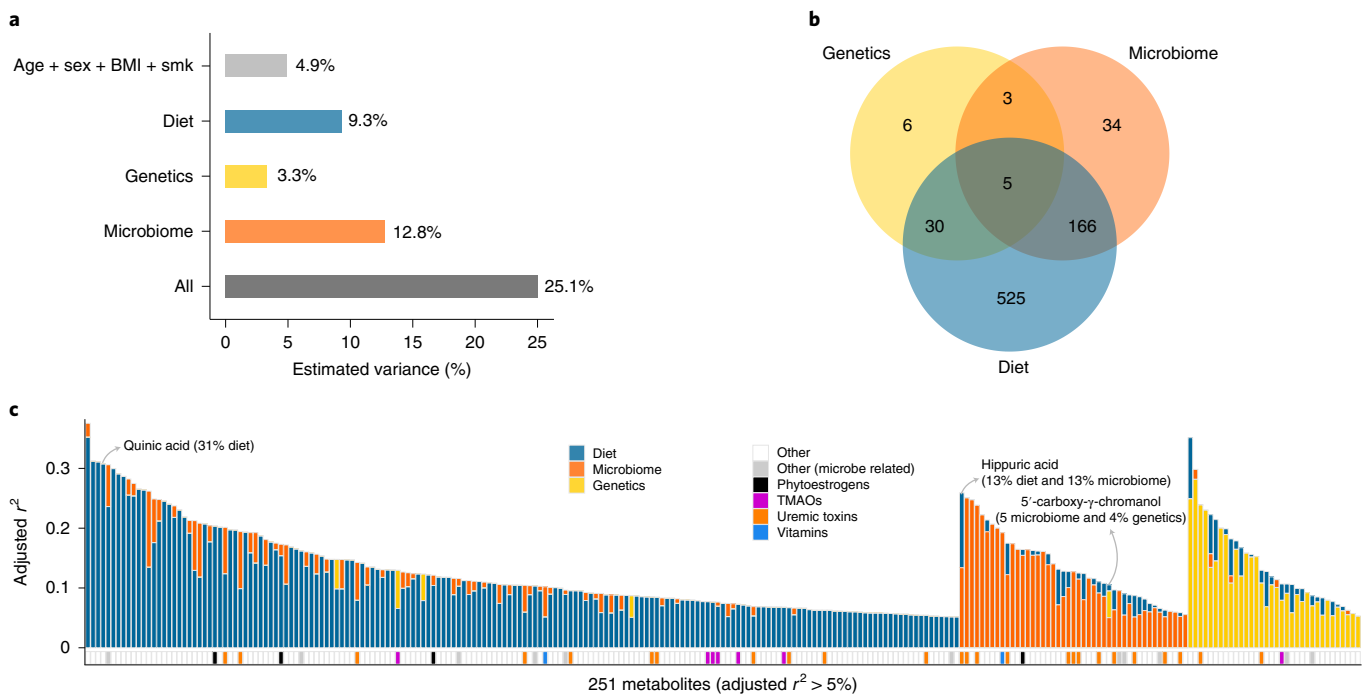 a
Age + sex + BMI + smk
4.9%
Diet
9.3%
Genetics
3.3%
Microbiome
12.8%
All
25.1%
0 5 10 15 20 25
Estimated variance (%)
b
Genetics
Microbiome
3
6
34
5
30
166
525
Diet
c
Adjusted r²
0.3
0.2
0.1
0
Quinic acid (31% diet)
Diet
Microbiome
Genetics
Other
Other (microbe related)
Phytoestrogens
TMAOs
Uremic toxins
Vitamins
Hippuric acid
(13% diet and 13% microbiome)
5′-carboxy-γ-chromanol
(5 microbiome and 4% genetics)
251 metabolites (adjusted r² > 5%)